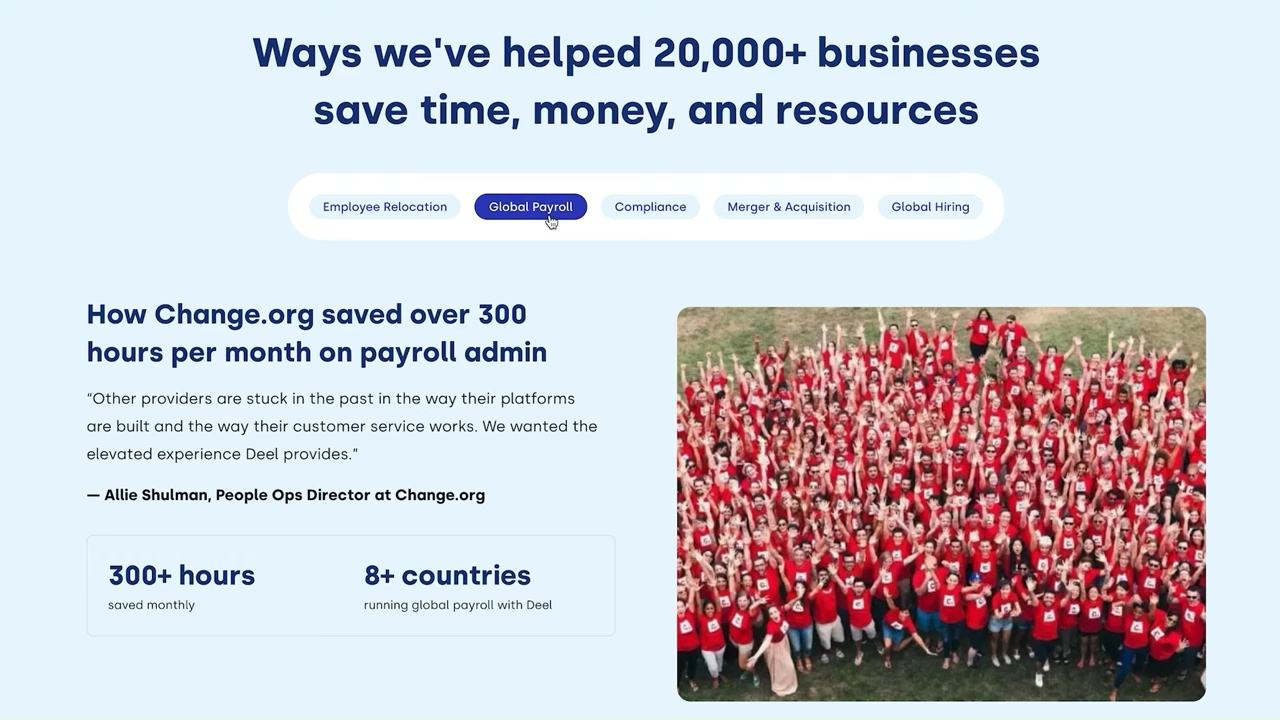 Ways we've helped 20,000+ businesses
save time, money, and resources
Employee Relocation
Global Payroll
Compliance
Merger & Acquisition
Global Hiring
How Change.org saved over 300
hours per month on payroll admin
“Other providers are stuck in the past in the way their platforms
are built and the way their customer service works. We wanted the
elevated experience Deel provides.”
— Allie Shulman, People Ops Director at Change.org
300+ hours
saved monthly
8+ countries
running global payroll with Deel